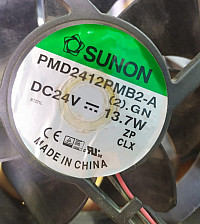 SUNON
PMD2412PMB2-A
(2).GN
DC24V ⎓ 13.7W
ZP
CLX
MADE IN CHINA